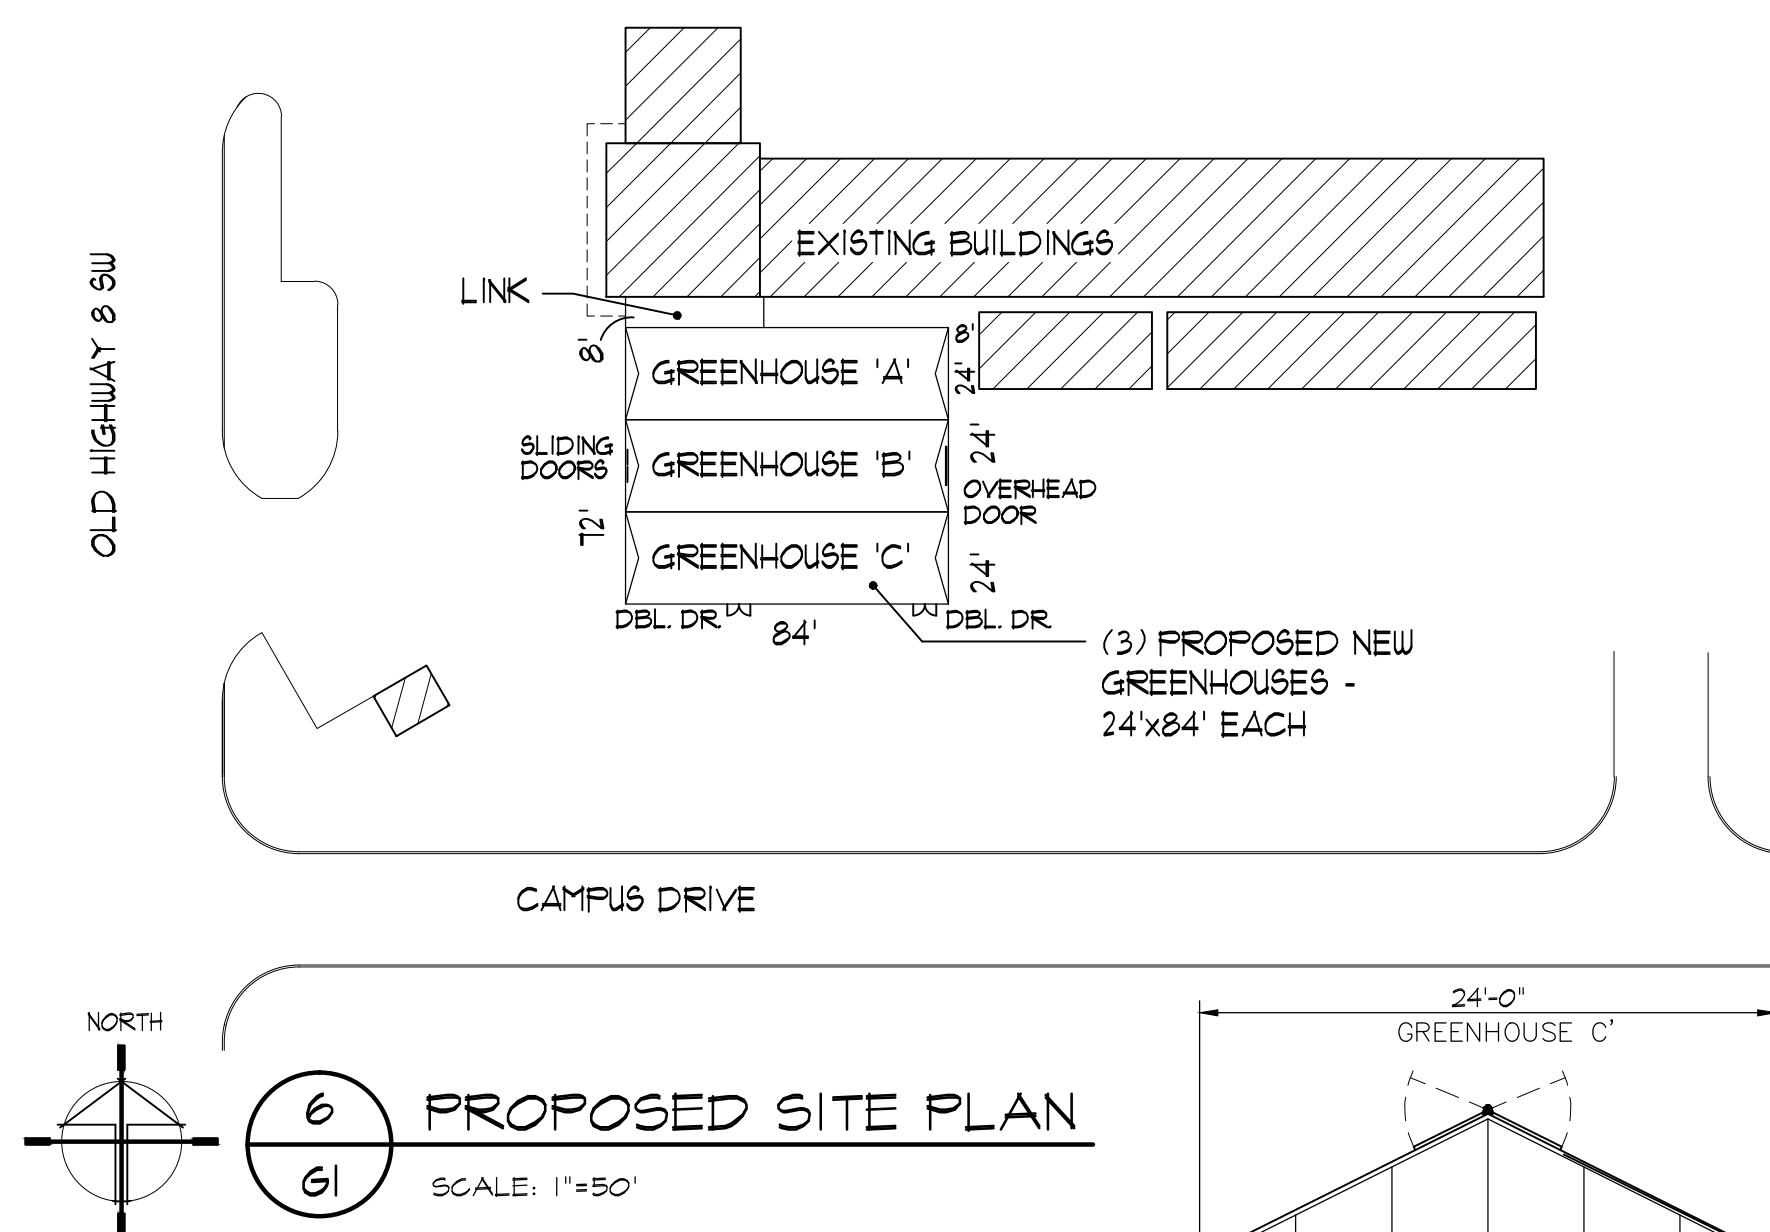 EXISTING BUILDINGS
LINK
8'
8'
24'
GREENHOUSE 'A'
OLD HIGHWAY 8 SW
SLIDING
DOORS
GREENHOUSE 'B'
24'
OVERHEAD
DOOR
72'
GREENHOUSE 'C'
24'
DBL. DR.
84'
DBL. DR.
(3) PROPOSED NEW
GREENHOUSES -
24'x84' EACH
CAMPUS DRIVE
24'-0"
GREENHOUSE C'
NORTH
6
G1
PROPOSED SITE PLAN
SCALE: 1"=50'